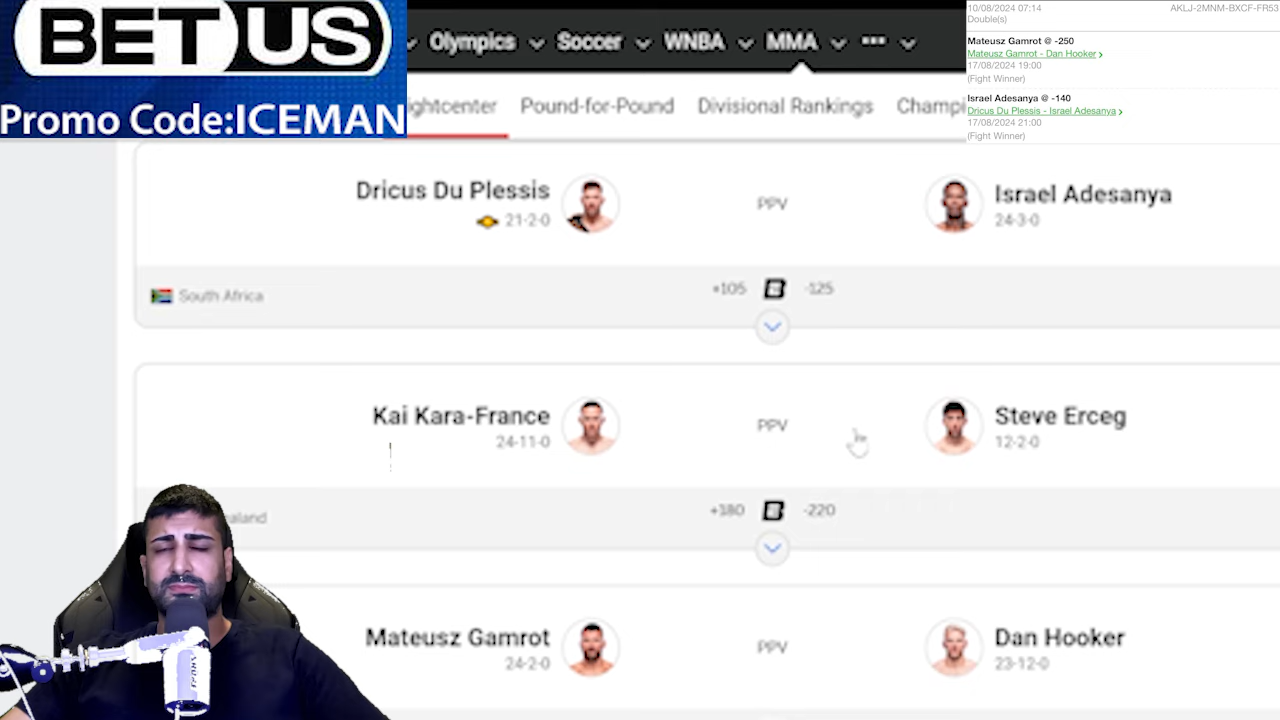 BETUS
Promo Code:ICEMAN
Olympics
Soccer
WNBA
MMA
ghtcenter
Pound-for-Pound
Divisional Rankings
Champi
10/08/2024 07:14
AKLJ-2MNM-BXCF-FR53
Double(s)
Mateusz Gamrot @ -250
Mateusz Gamrot - Dan Hooker
17/08/2024 19:00
(Fight Winner)
Israel Adesanya @ -140
Dricus Du Plessis - Israel Adesanya
17/08/2024 21:00
(Fight Winner)
Dricus Du Plessis
21-2-0
PPV
Israel Adesanya
24-3-0
South Africa
+105 B -125
Kai Kara-France
24-11-0
PPV
Steve Erceg
12-2-0
ealand
+180 B -220
Mateusz Gamrot
24-2-0
PPV
Dan Hooker
23-12-0